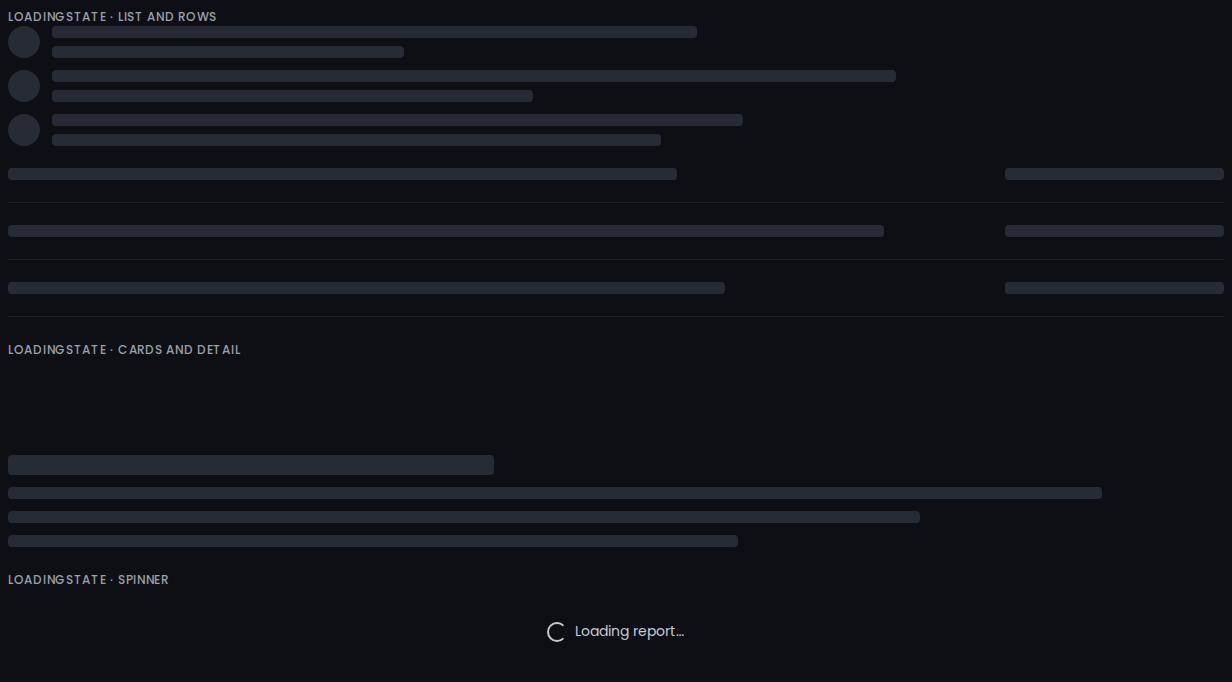 LOADINGSTATE · LIST AND ROWS
LOADINGSTATE · CARDS AND DETAIL
LOADINGSTATE · SPINNER
Loading report…